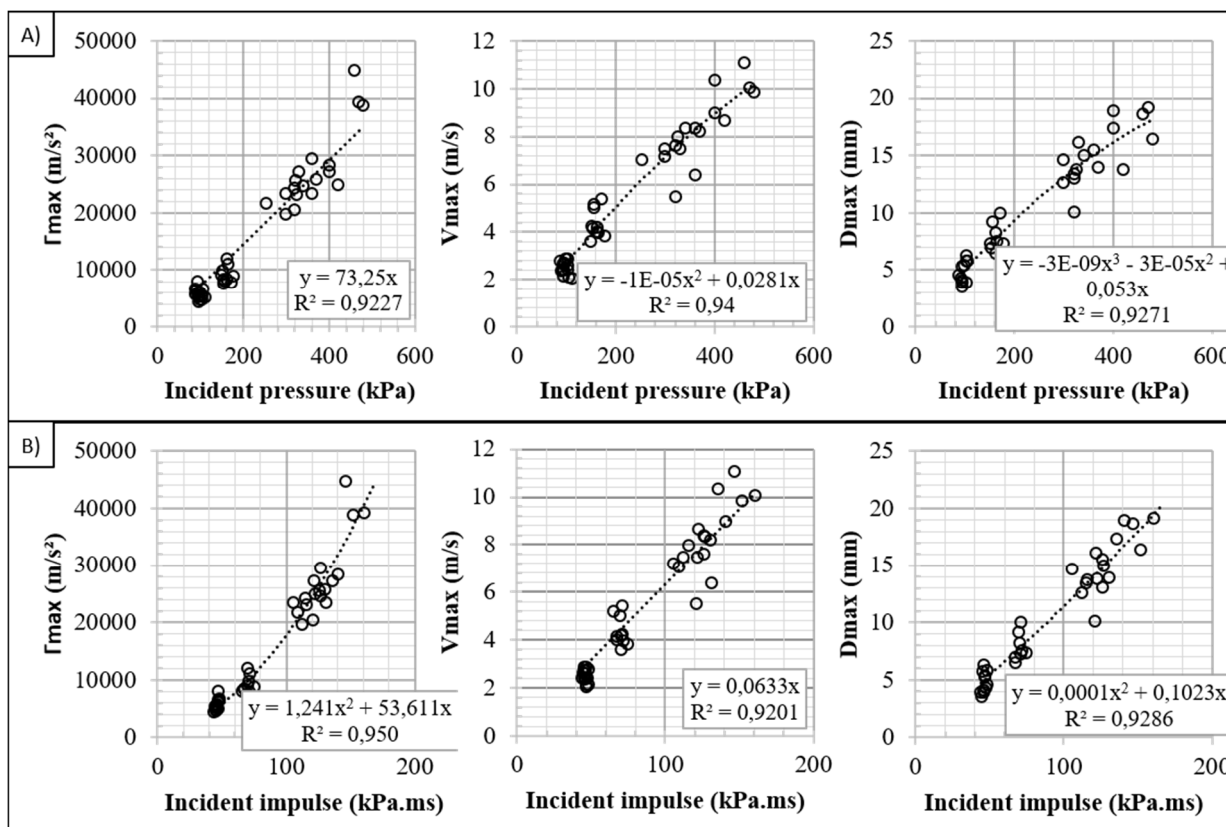 A)
Γmax (m/s²)
50000
40000
30000
20000
10000
0
0
200
400
600
Incident pressure (kPa)
y = 73,25x
R² = 0,9227
Vmax (m/s)
12
10
8
6
4
2
0
0
200
400
600
Incident pressure (kPa)
y = -1E-05x² + 0,0281x
R² = 0,94
Dmax (mm)
25
20
15
10
5
0
0
200
400
600
Incident pressure (kPa)
y = -3E-09x³ - 3E-05x² +
0,053x
R² = 0,9271
B)
Γmax (m/s²)
50000
40000
30000
20000
10000
0
0
100
200
Incident impulse (kPa.ms)
y = 1,241x² + 53,611x
R² = 0,950
Vmax (m/s)
12
10
8
6
4
2
0
0
100
200
Incident impulse (kPa.ms)
y = 0,0633x
R² = 0,9201
Dmax (mm)
25
20
15
10
5
0
0
100
200
Incident impulse (kPa.ms)
y = 0,0001x² + 0,1023x
R² = 0,9286